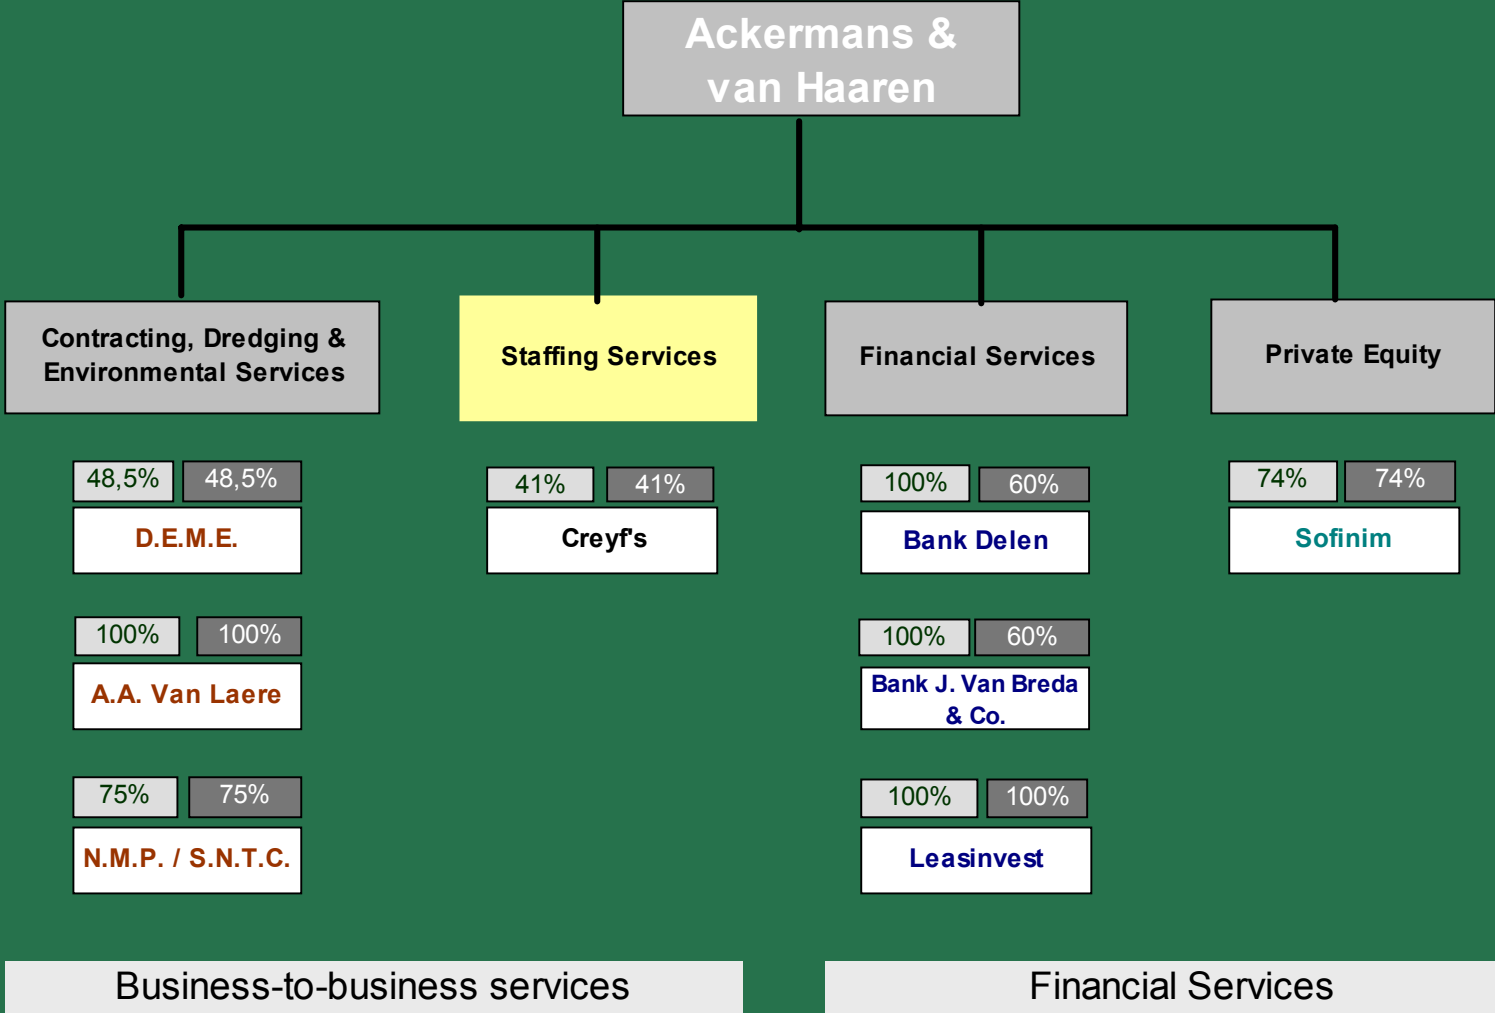 Ackermans &
van Haaren
Contracting, Dredging &
Environmental Services
Staffing Services
Financial Services
Private Equity
48,5% 48,5%
D.E.M.E.
41% 41%
Creyf's
100% 60%
Bank Delen
74% 74%
Sofinim
100% 100%
A.A. Van Laere
100% 60%
Bank J. Van Breda
& Co.
75% 75%
N.M.P. / S.N.T.C.
100% 100%
Leasinvest
Business-to-business services
Financial Services